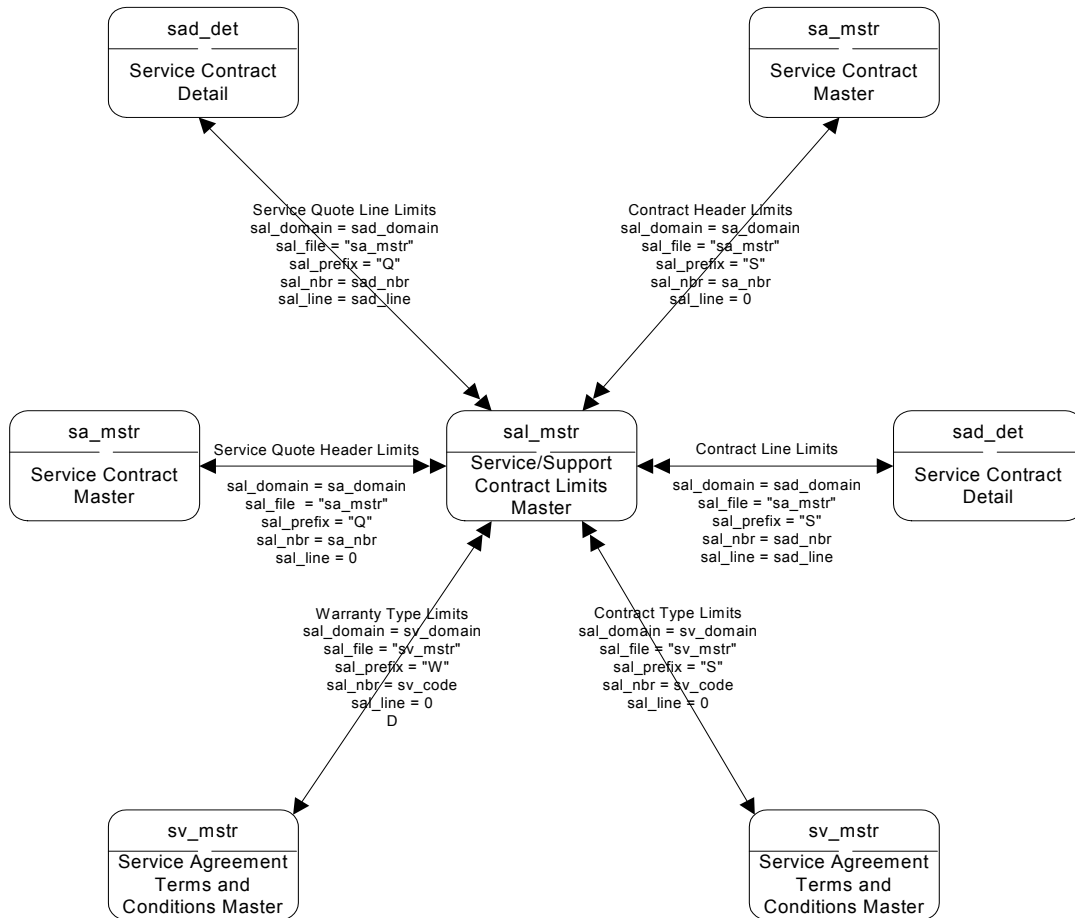 sad_det
Service Contract
Detail
sa_mstr
Service Contract
Master
Service Quote Line Limits
sal_domain = sad_domain
sal_file = "sa_mstr"
sal_prefix = "Q"
sal_nbr = sad_nbr
sal_line = sad_line
Contract Header Limits
sal_domain = sa_domain
sal_file = "sa_mstr"
sal_prefix = "S"
sal_nbr = sa_nbr
sal_line = 0
sa_mstr
Service Contract
Master
Service Quote Header Limits
sal_domain = sa_domain
sal_file = "sa_mstr"
sal_prefix = "Q"
sal_nbr = sa_nbr
sal_line = 0
sal_mstr
Service/Support
Contract Limits
Master
Contract Line Limits
sal_domain = sad_domain
sal_file = "sa_mstr"
sal_prefix = "S"
sal_nbr = sad_nbr
sal_line = sad_line
sad_det
Service Contract
Detail
Warranty Type Limits
sal_domain = sv_domain
sal_file = "sv_mstr"
sal_prefix = "W"
sal_nbr = sv_code
sal_line = 0
D
Contract Type Limits
sal_domain = sv_domain
sal_file = "sv_mstr"
sal_prefix = "S"
sal_nbr = sv_code
sal_line = 0
sv_mstr
Service Agreement
Terms and
Conditions Master
sv_mstr
Service Agreement
Terms and
Conditions Master